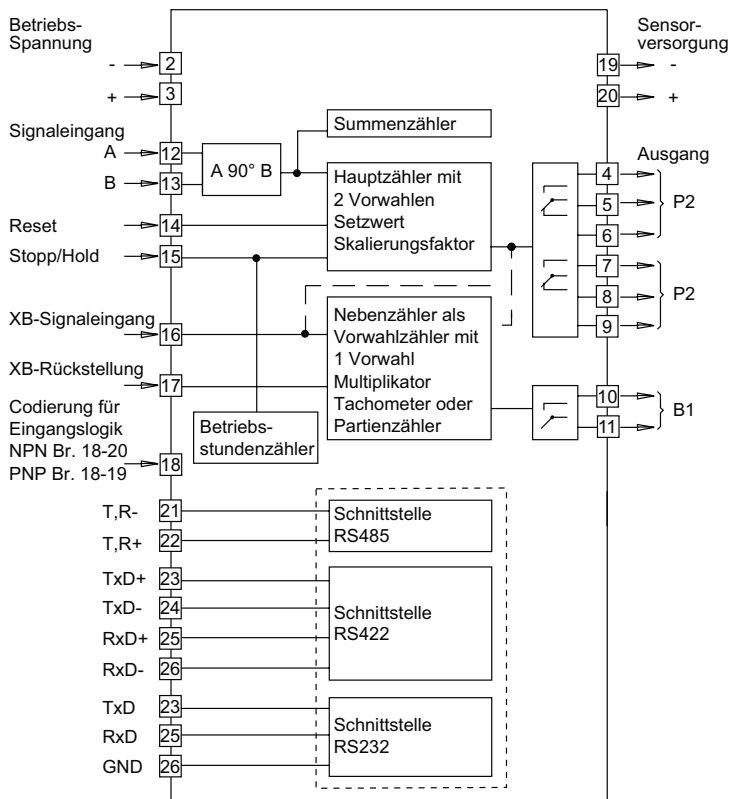 Betriebs-
Spannung
- 2
+ 3
Signaleingang
A 12
B 13
A 90° B
Reset 14
Stopp/Hold 15
XB-Signaleingang
16
XB-Rückstellung
17
Codierung für
Eingangslogik
NPN Br. 18-20
PNP Br. 18-19
18
Summenzähler
Hauptzähler mit
2 Vorwahlen
Setzwert
Skalierungsfaktor
Nebenzähler als
Vorwahlzähler mit
1 Vorwahl
Multiplikator
Tachometer oder
Partienzähler
Betriebs-
stundenzähler
Sensor-
versorgung
19 -
20 +
Ausgang
4
5
6
P2
7
8
9
P2
10
11
B1
T,R- 21
T,R+ 22
Schnittstelle
RS485
TxD+ 23
TxD- 24
RxD+ 25
RxD- 26
Schnittstelle
RS422
TxD 23
RxD 25
GND 26
Schnittstelle
RS232